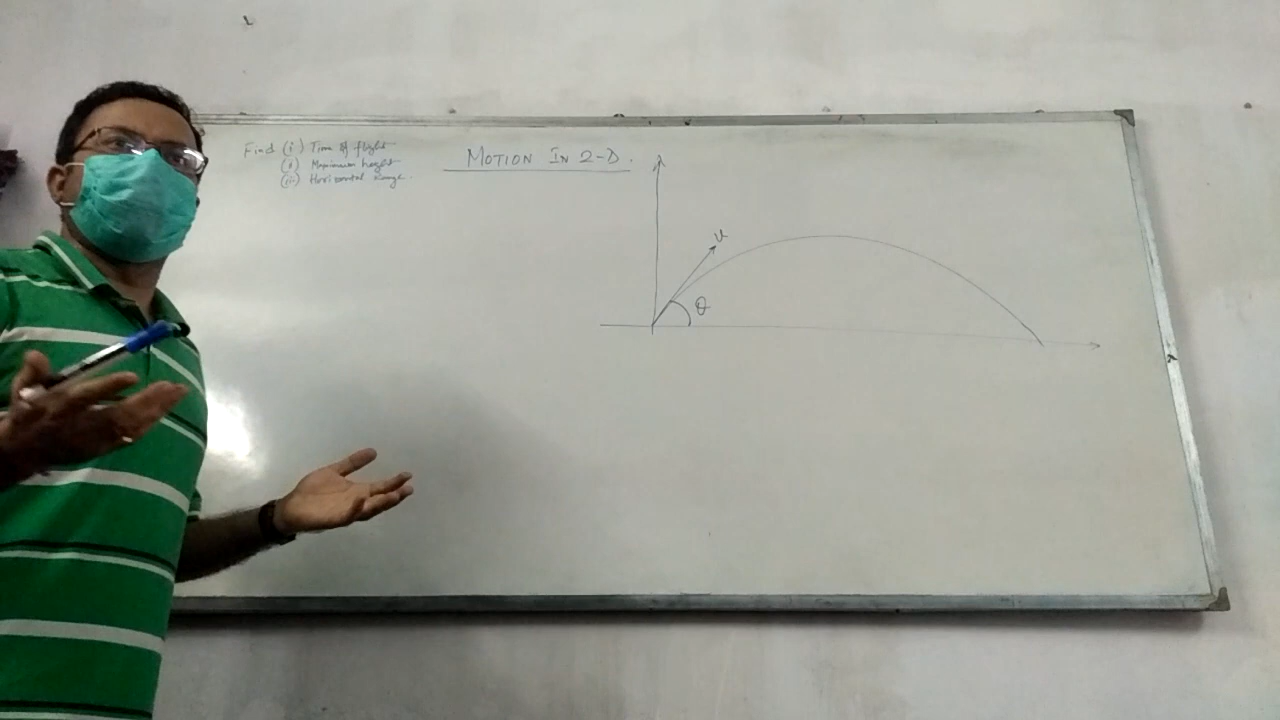 Find (i) Time of flight
(ii) Maximum height
(iii) Horizontal Range.
MOTION IN 2-D.
u
θ